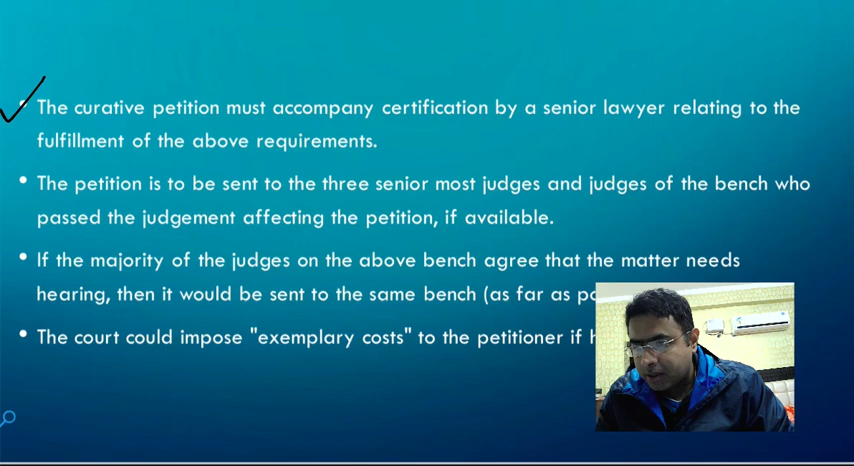 • The curative petition must accompany certification by a senior lawyer relating to the
fulfillment of the above requirements.
• The petition is to be sent to the three senior most judges and judges of the bench who
passed the judgement affecting the petition, if available.
• If the majority of the judges on the above bench agree that the matter needs
hearing, then it would be sent to the same bench (as far as
• The court could impose "exemplary costs" to the petitioner if